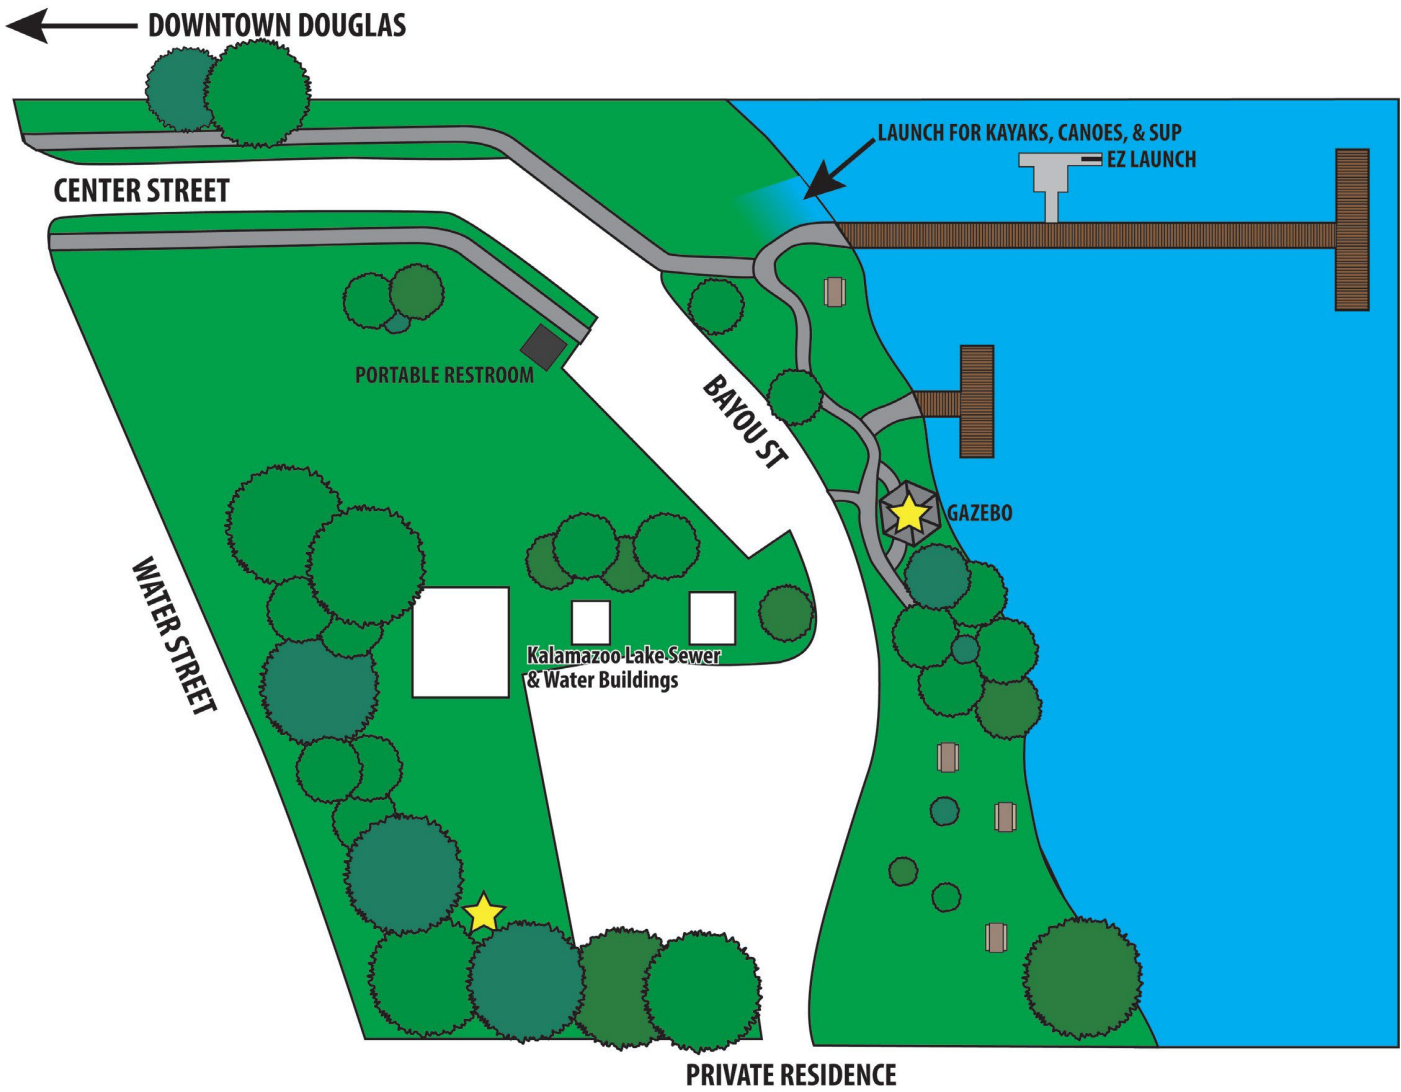 DOWNTOWN DOUGLAS
LAUNCH FOR KAYAKS, CANOES, & SUP
EZ LAUNCH
CENTER STREET
PORTABLE RESTROOM
BAYOU ST
GAZEBO
WATER STREET
Kalamazoo Lake Sewer
& Water Buildings
PRIVATE RESIDENCE